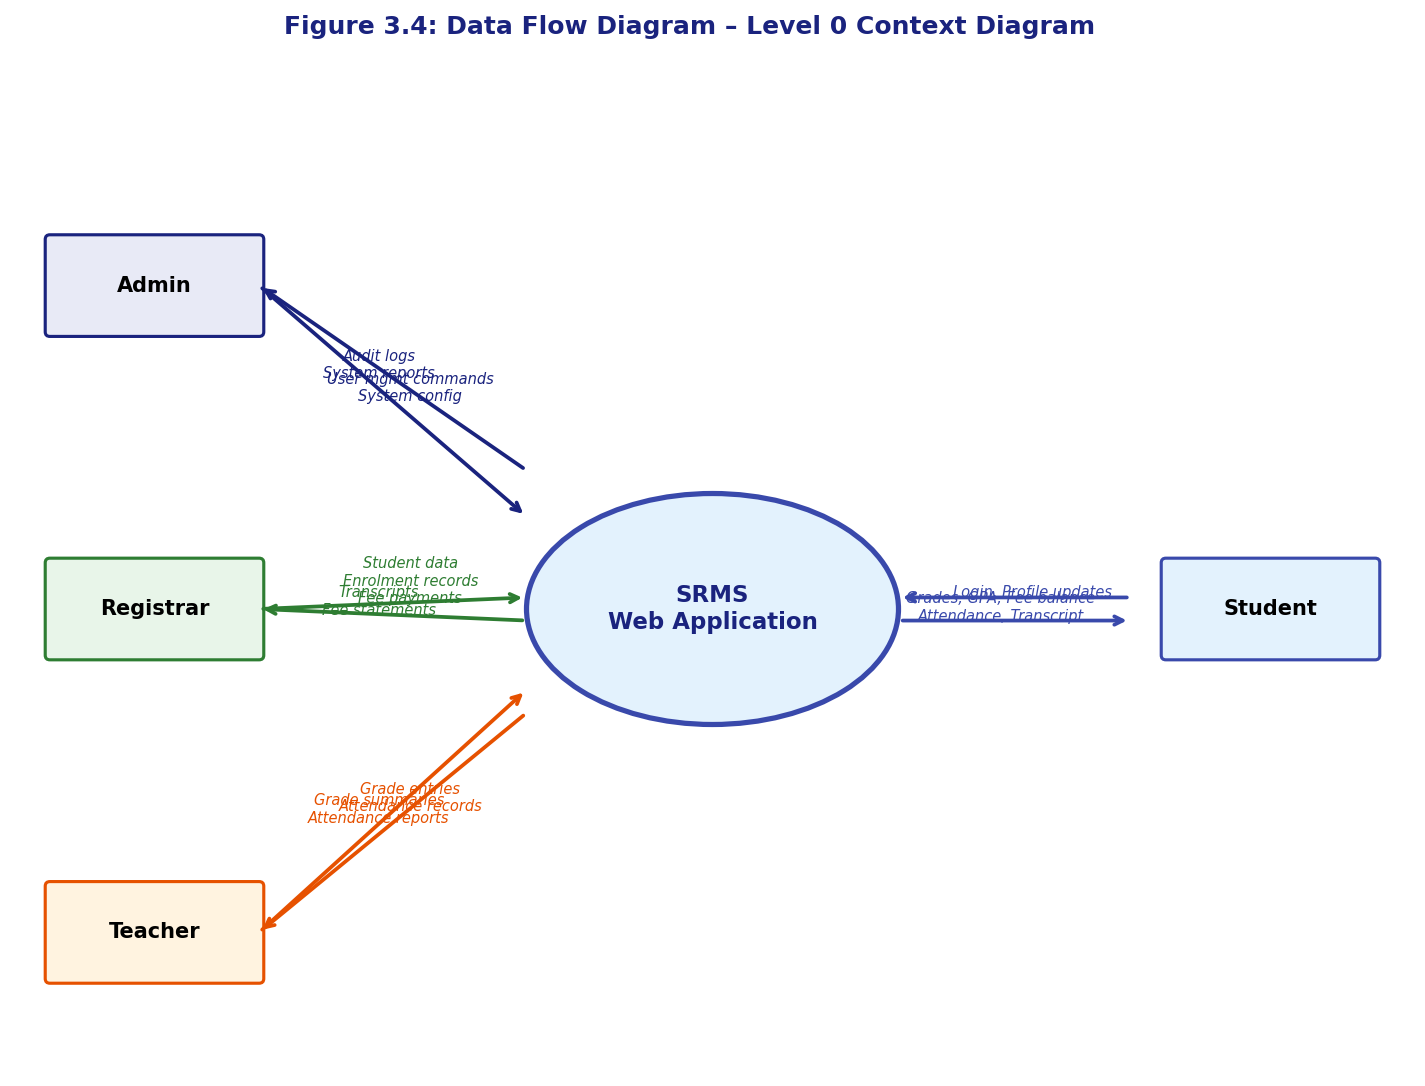 Figure 3.4: Data Flow Diagram – Level 0 Context Diagram
Admin
Audit logs
System reports
User mgmt commands
System config
Registrar
Student data
Enrolment records
Fee payments
Transcripts
Fee statements
SRMS
Web Application
Login, Profile updates
Grades, GPA, Fee balance
Attendance, Transcript
Student
Grade entries
Attendance records
Grade summaries
Attendance reports
Teacher